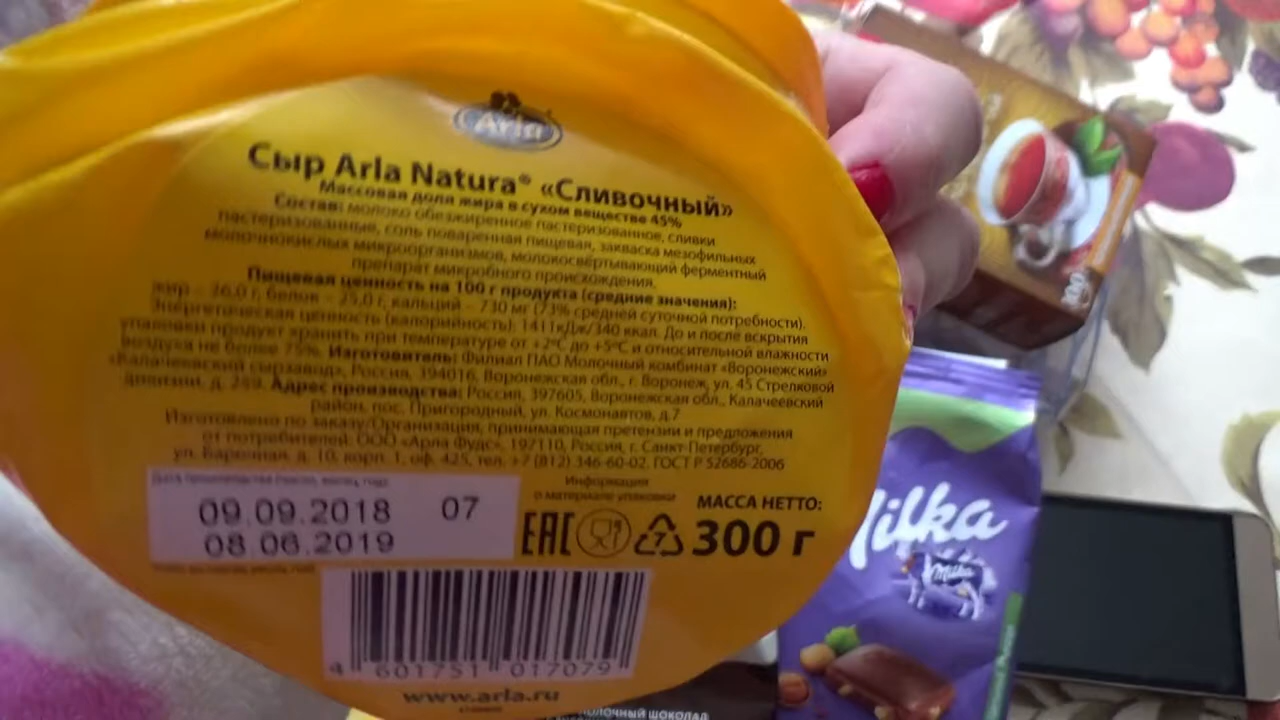 Arla
Сыр Arla Natura® «Сливочный»
Массовая доля жира в сухом веществе 45%
Состав: молоко обезжиренное пастеризованное, сливки
пастеризованные, соль поваренная пищевая, закваска мезофильных
молочнокислых микроорганизмов, молокосвёртывающий ферментный
препарат микробного происхождения.
Пищевая ценность на 100 г продукта (средние значения):
жир – 26,0 г, белок – 25,0 г, кальций – 730 мг (73% средней суточной потребности).
Энергетическая ценность (калорийность): 1411кДж/340 ккал. До и после вскрытия
упаковки продукт хранить при температуре от +2°С до +5°С и относительной влажности
воздуха не более 75%. Изготовитель: Филиал ПАО Молочный комбинат «Воронежский»
«Калачеевский сырзавод», Россия, 394016, Воронежская обл., г. Воронеж, ул. 45 Стрелковой
дивизии, д. 259. Адрес производства: Россия, 397605, Воронежская обл., Калачеевский
район, пос. Пригородный, ул. Космонавтов, д.7
Изготовлено по заказу/Организация, принимающая претензии и предложения
от потребителей: ООО «Арла Фудс», 197110, Россия, г. Санкт-Петербург,
ул. Барочная, д. 10, корп. 1, оф. 425, тел. +7 (812) 346-60-02. ГОСТ Р 52686-2006
Информация
о материале упаковки
МАССА НЕТТО:
09.09.2018 07
08.06.2019
EAC 7 300 г
4 601751 017079
www.arla.ru
МОЛОЧНЫЙ ШОКОЛАД
Milka
Milka
100